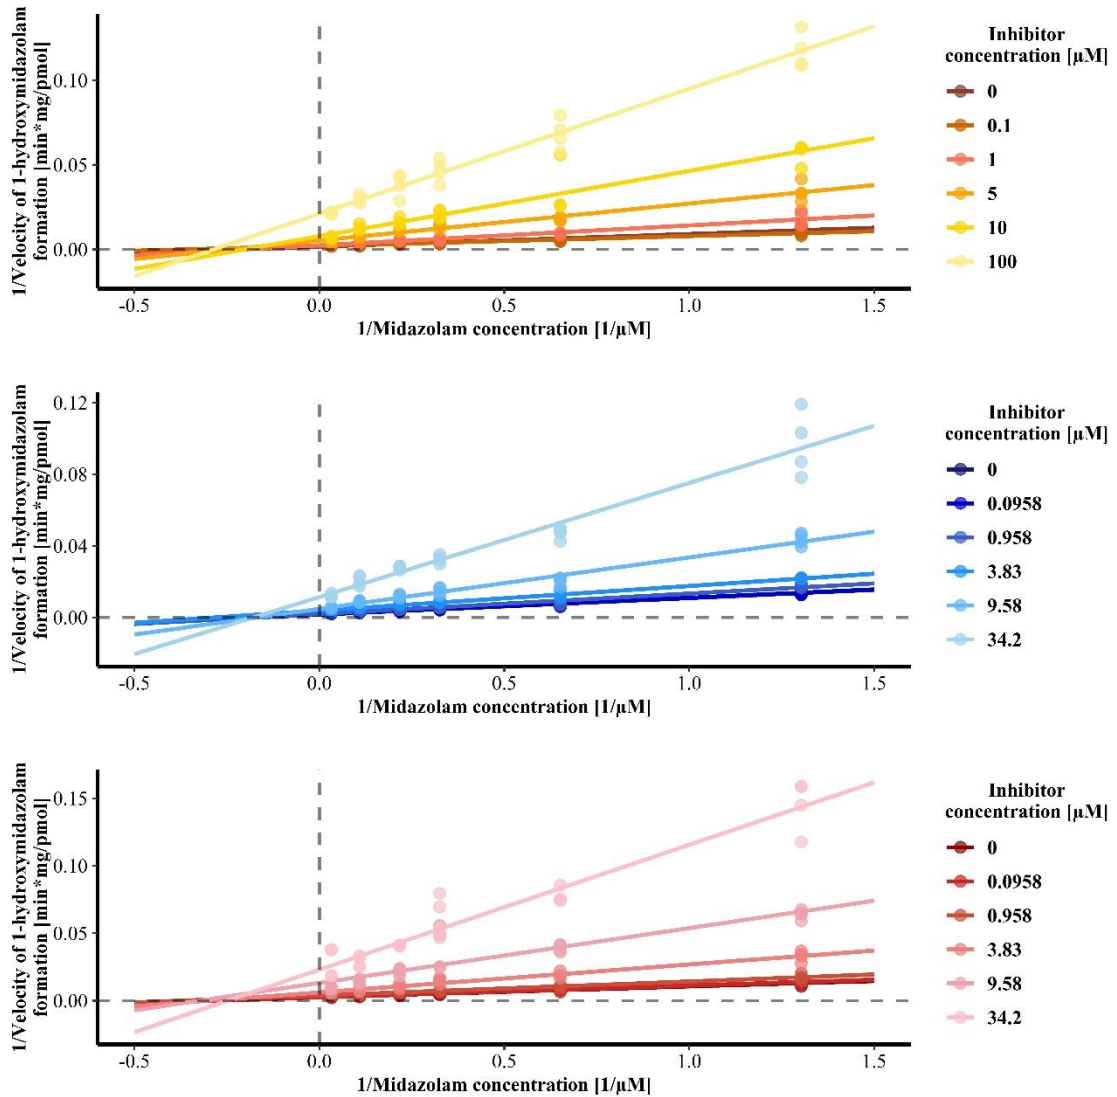 1/Velocity of 1-hydroxymidazolam
formation [min*mg/pmol]
0.10
0.05
0.00
-0.5
0.0
0.5
1.0
1.5
1/Midazolam concentration [1/µM]
Inhibitor
concentration [µM]
0
0.1
1
5
10
100
1/Velocity of 1-hydroxymidazolam
formation [min*mg/pmol]
0.12
0.08
0.04
0.00
-0.5
0.0
0.5
1.0
1.5
1/Midazolam concentration [1/µM]
Inhibitor
concentration [µM]
0
0.0958
0.958
3.83
9.58
34.2
1/Velocity of 1-hydroxymidazolam
formation [min*mg/pmol]
0.15
0.10
0.05
0.00
-0.5
0.0
0.5
1.0
1.5
1/Midazolam concentration [1/µM]
Inhibitor
concentration [µM]
0
0.0958
0.958
3.83
9.58
34.2